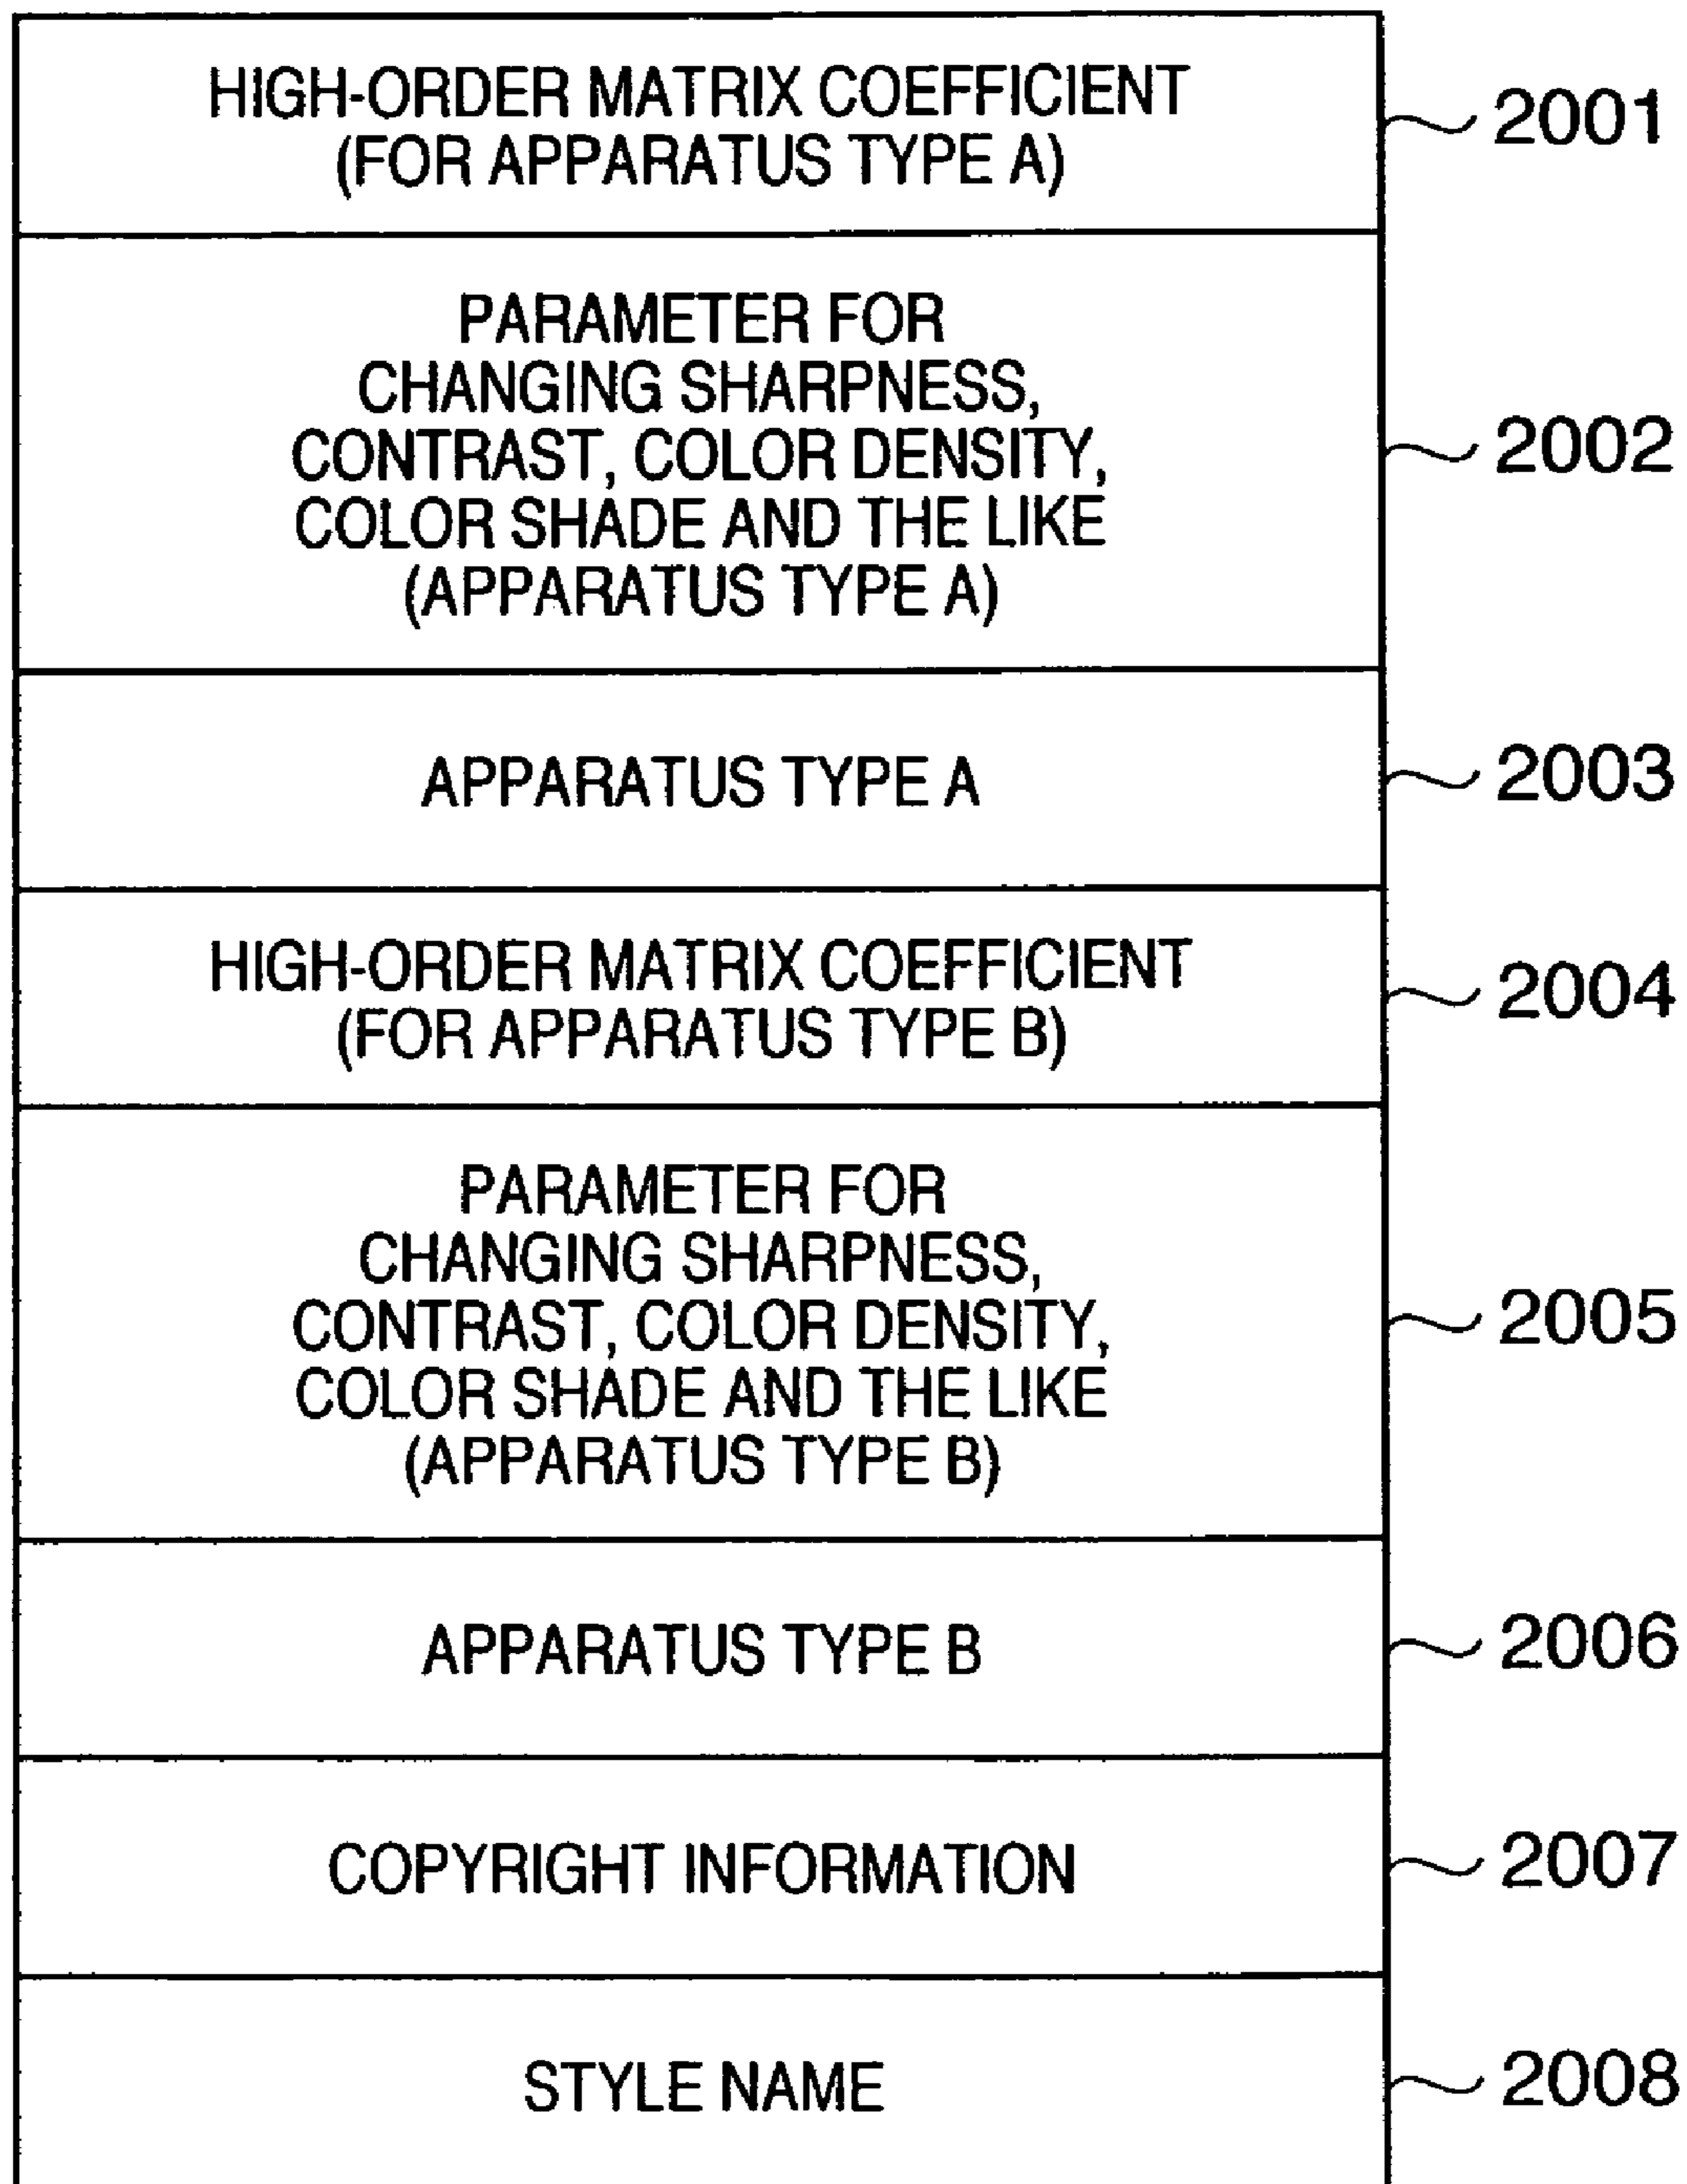 HIGH-ORDER MATRIX COEFFICIENT
(FOR APPARATUS TYPE A)
2001
PARAMETER FOR
CHANGING SHARPNESS,
CONTRAST, COLOR DENSITY,
COLOR SHADE AND THE LIKE
(APPARATUS TYPE A)
2002
APPARATUS TYPE A
2003
HIGH-ORDER MATRIX COEFFICIENT
(FOR APPARATUS TYPE B)
2004
PARAMETER FOR
CHANGING SHARPNESS,
CONTRAST, COLOR DENSITY,
COLOR SHADE AND THE LIKE
(APPARATUS TYPE B)
2005
APPARATUS TYPE B
2006
COPYRIGHT INFORMATION
2007
STYLE NAME
2008